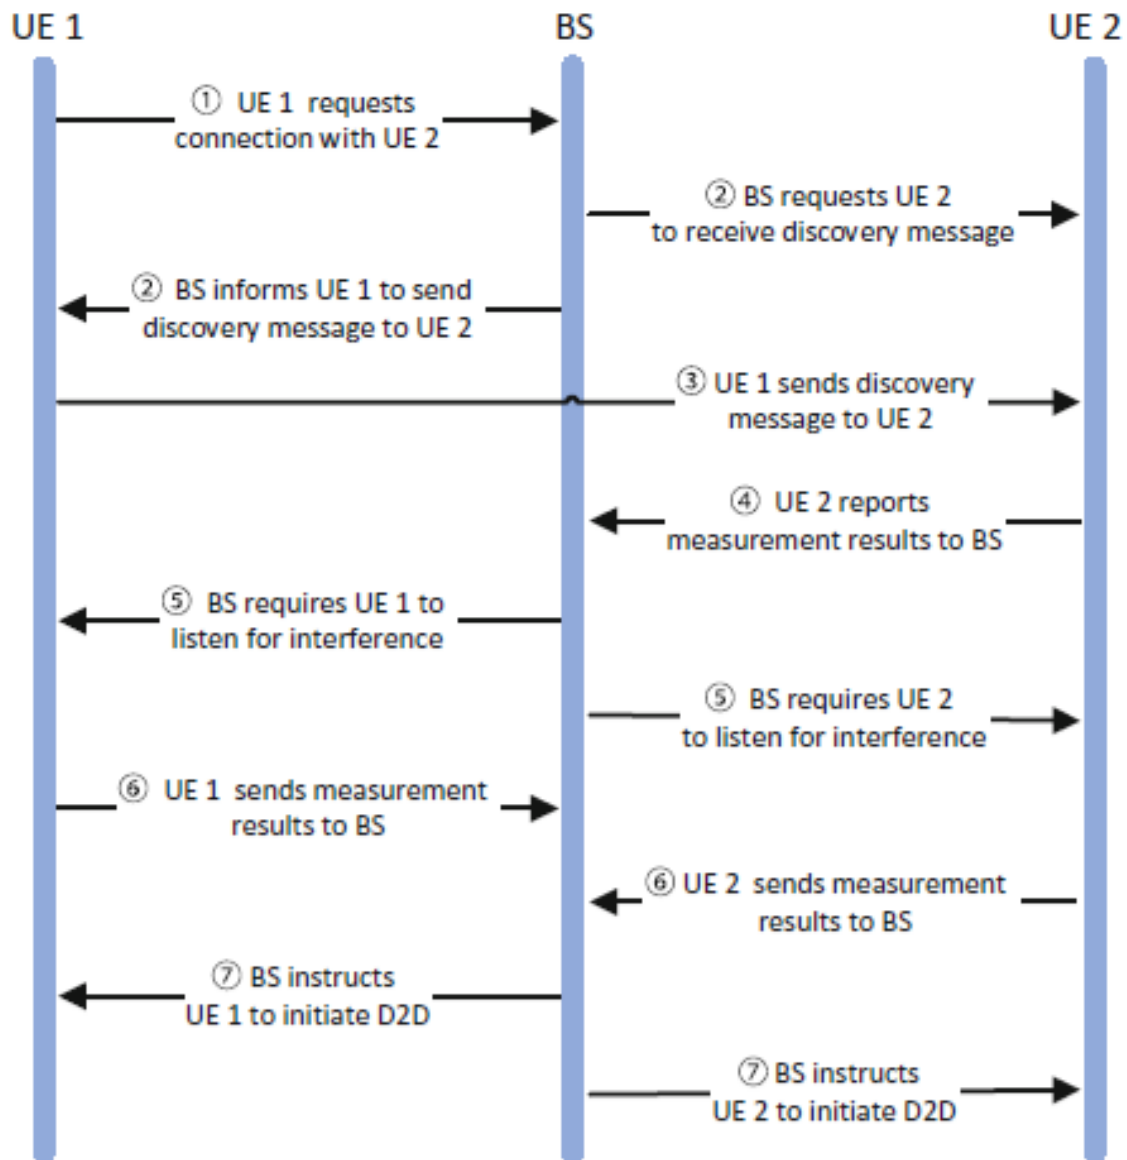 UE 1
BS
UE 2
① UE 1 requests
connection with UE 2
② BS requests UE 2
to receive discovery message
② BS informs UE 1 to send
discovery message to UE 2
③ UE 1 sends discovery
message to UE 2
④ UE 2 reports
measurement results to BS
⑤ BS requires UE 1 to
listen for interference
⑤ BS requires UE 2
to listen for interference
⑥ UE 1 sends measurement
results to BS
⑥ UE 2 sends measurement
results to BS
⑦ BS instructs
UE 1 to initiate D2D
⑦ BS instructs
UE 2 to initiate D2D